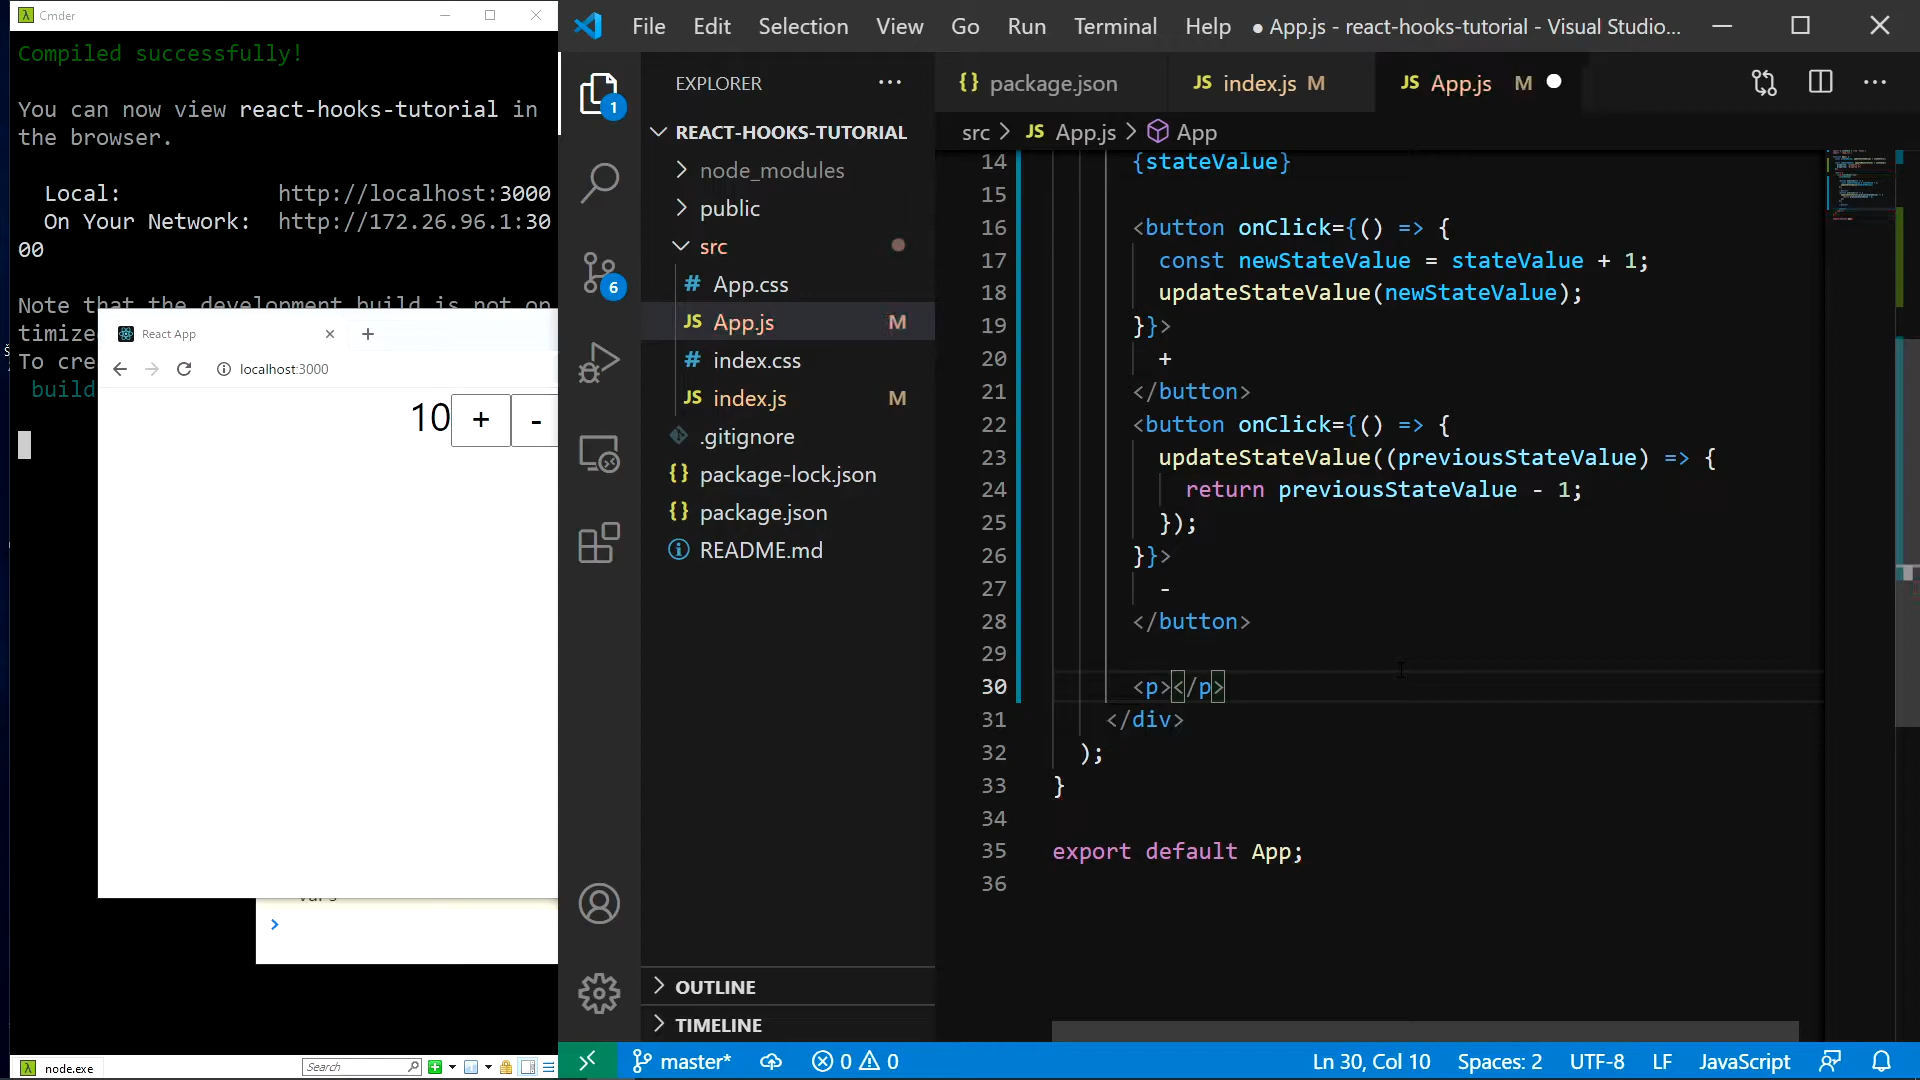 Cmder
Compiled successfully!
You can now view react-hooks-tutorial in
the browser.
Local: http://localhost:3000
On Your Network: http://172.26.96.1:30
00
Note that the development build is not op
timize
To cre
build
React App
localhost:3000
10 + -
node.exe
Search
File Edit Selection View Go Run Terminal Help
● App.js - react-hooks-tutorial - Visual Studio...
EXPLORER
REACT-HOOKS-TUTORIAL
node_modules
public
src
App.css
JS App.js M
index.css
JS index.js M
.gitignore
{} package-lock.json
{} package.json
README.md
OUTLINE
TIMELINE
1
6
{} package.json
JS index.js M
JS App.js M
src > JS App.js > App
14 {stateValue}
15
16 <button onClick={() => {
17 const newStateValue = stateValue + 1;
18 updateStateValue(newStateValue);
19 }}>
20 +
21 </button>
22 <button onClick={() => {
23 updateStateValue((previousStateValue) => {
24 return previousStateValue - 1;
25 });
26 }}>
27 -
28 </button>
29
30 <p></p>
31 </div>
32 );
33 }
34
35 export default App;
36
master* 0 0 Ln 30, Col 10 Spaces: 2 UTF-8 LF JavaScript